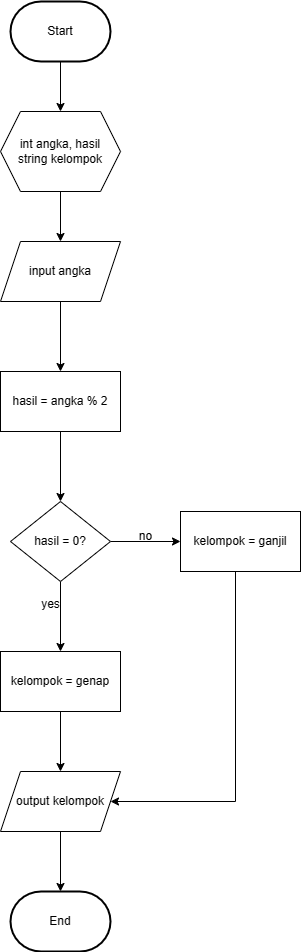 Start
int angka, hasil
string kelompok
input angka
hasil = angka % 2
hasil = 0?
no
kelompok = ganjil
yes
kelompok = genap
output kelompok
End